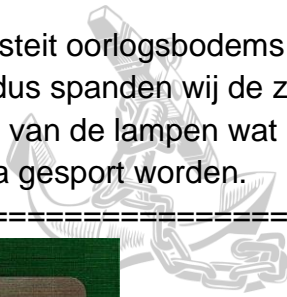 steit oorlogsbodems
dus spanden wij de z
van de lampen wat
a gesport worden.
==================